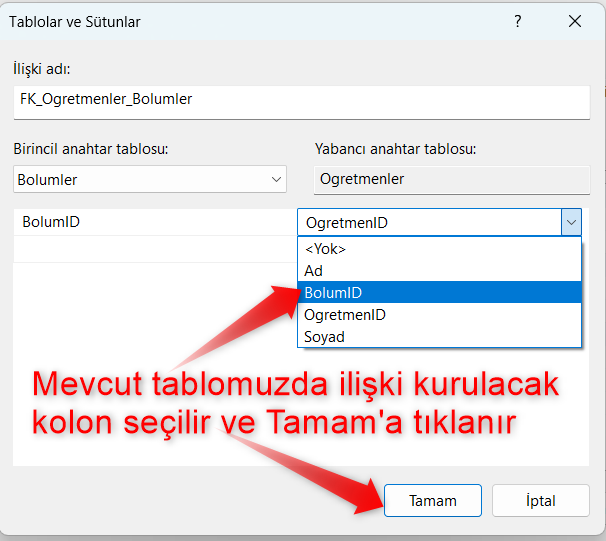 Tablolar ve Sütunlar ?
İlişki adı:
FK_Ogretmenler_Bolumler
Birincil anahtar tablosu: Yabancı anahtar tablosu:
Bolumler Ogretmenler
BolumID OgretmenID
<Yok>
Ad
BolumID
OgretmenID
Soyad
Mevcut tablomuzda ilişki kurulacak
kolon seçilir ve Tamam'a tıklanır
Tamam İptal